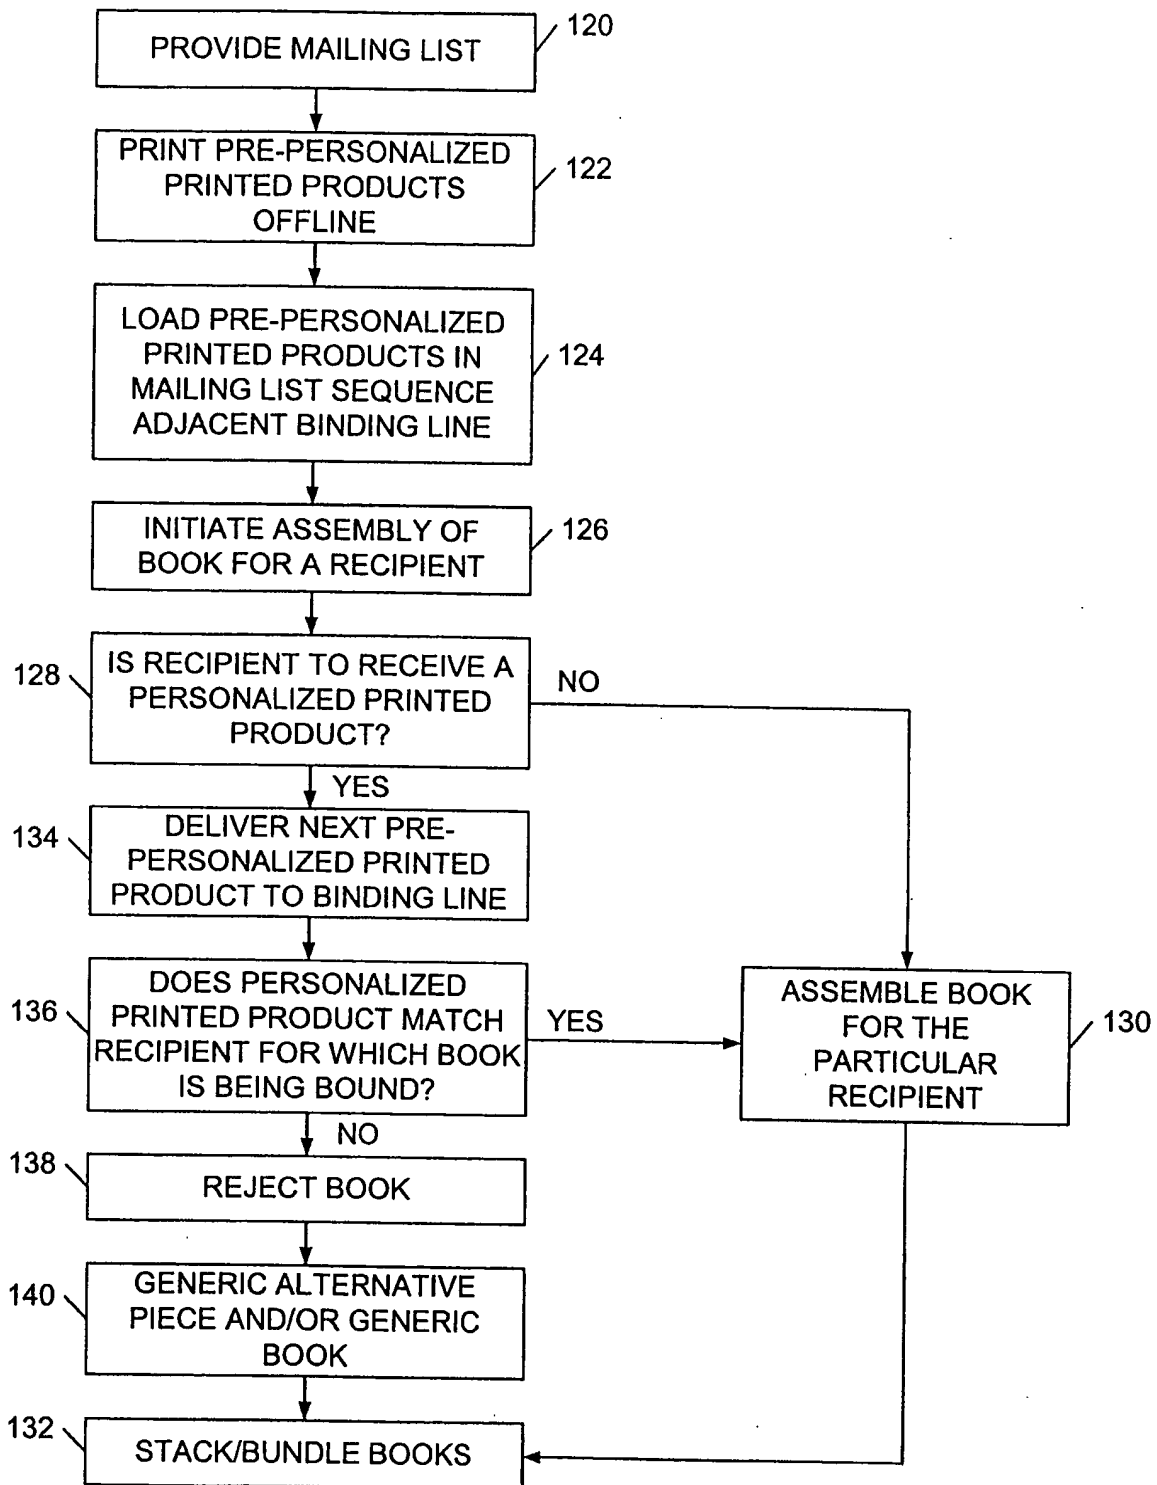 PROVIDE MAILING LIST
120
PRINT PRE-PERSONALIZED
PRINTED PRODUCTS
OFFLINE
122
LOAD PRE-PERSONALIZED
PRINTED PRODUCTS IN
MAILING LIST SEQUENCE
ADJACENT BINDING LINE
124
INITIATE ASSEMBLY OF
BOOK FOR A RECIPIENT
126
128
IS RECIPIENT TO RECEIVE A
PERSONALIZED PRINTED
PRODUCT?
NO
YES
134
DELIVER NEXT PRE-
PERSONALIZED PRINTED
PRODUCT TO BINDING LINE
136
DOES PERSONALIZED
PRINTED PRODUCT MATCH
RECIPIENT FOR WHICH BOOK
IS BEING BOUND?
YES
ASSEMBLE BOOK
FOR THE
PARTICULAR
RECIPIENT
130
NO
138
REJECT BOOK
140
GENERIC ALTERNATIVE
PIECE AND/OR GENERIC
BOOK
132
STACK/BUNDLE BOOKS